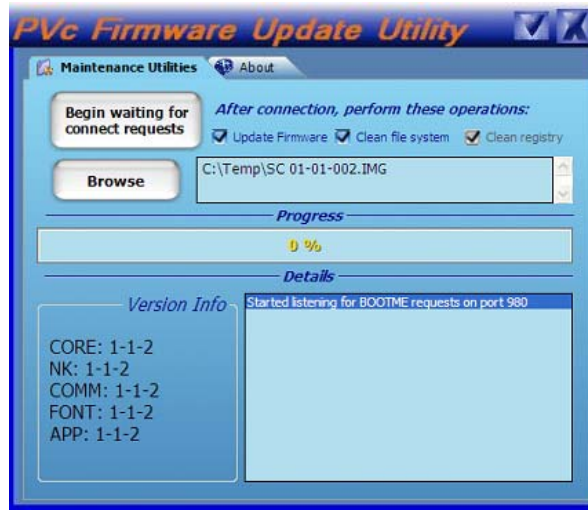 PVc Firmware Update Utility
Maintenance Utilities
About
Begin waiting for
connect requests
After connection, perform these operations:
Update Firmware Clean file system Clean registry
Browse
C:\Temp\SC 01-01-002.IMG
Progress
0 %
Details
Version Info
Started listening for BOOTME requests on port 980
CORE: 1-1-2
NK: 1-1-2
COMM: 1-1-2
FONT: 1-1-2
APP: 1-1-2